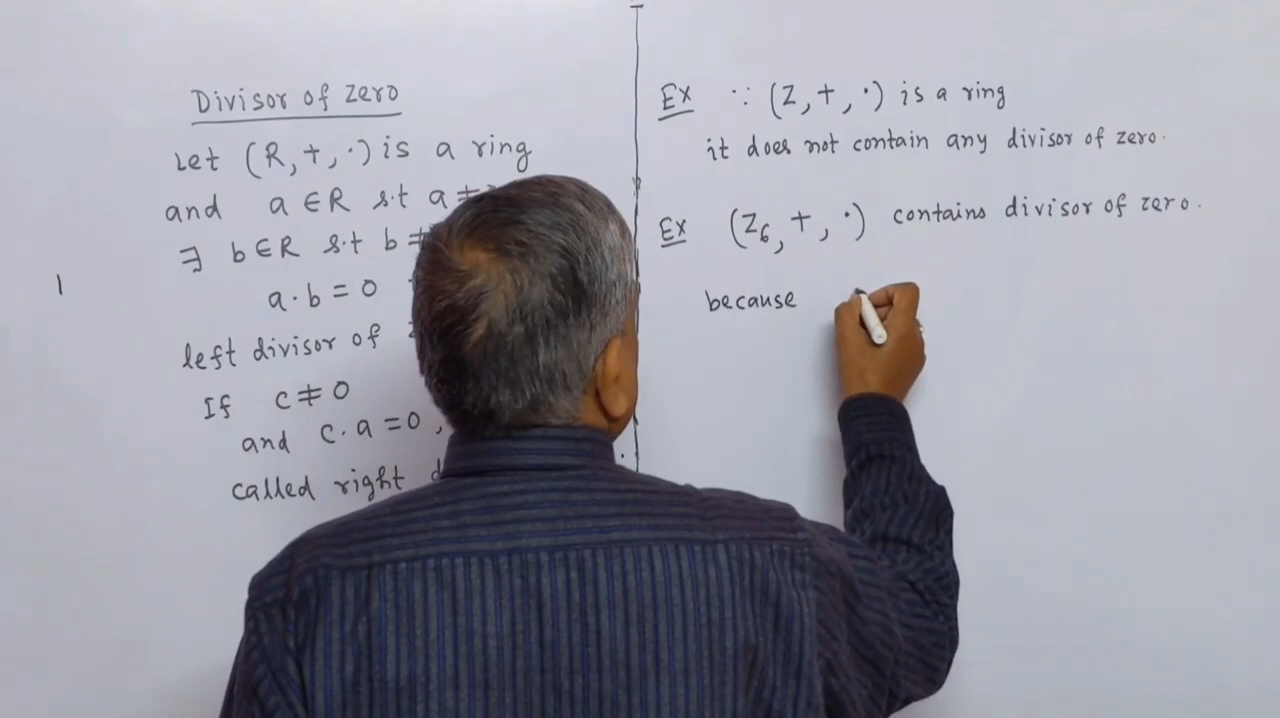 Divisor of zero
Let (R, +, ·) is a ring
and a ∈ R s.t a ≠
∃ b ∈ R s.t b ≠
a · b = 0
left divisor of
If c ≠ 0
and c · a = 0,
called right
Ex ∵ (Z, +, ·) is a ring
it does not contain any divisor of zero.
Ex (Z₆, +, ·) contains divisor of zero.
because